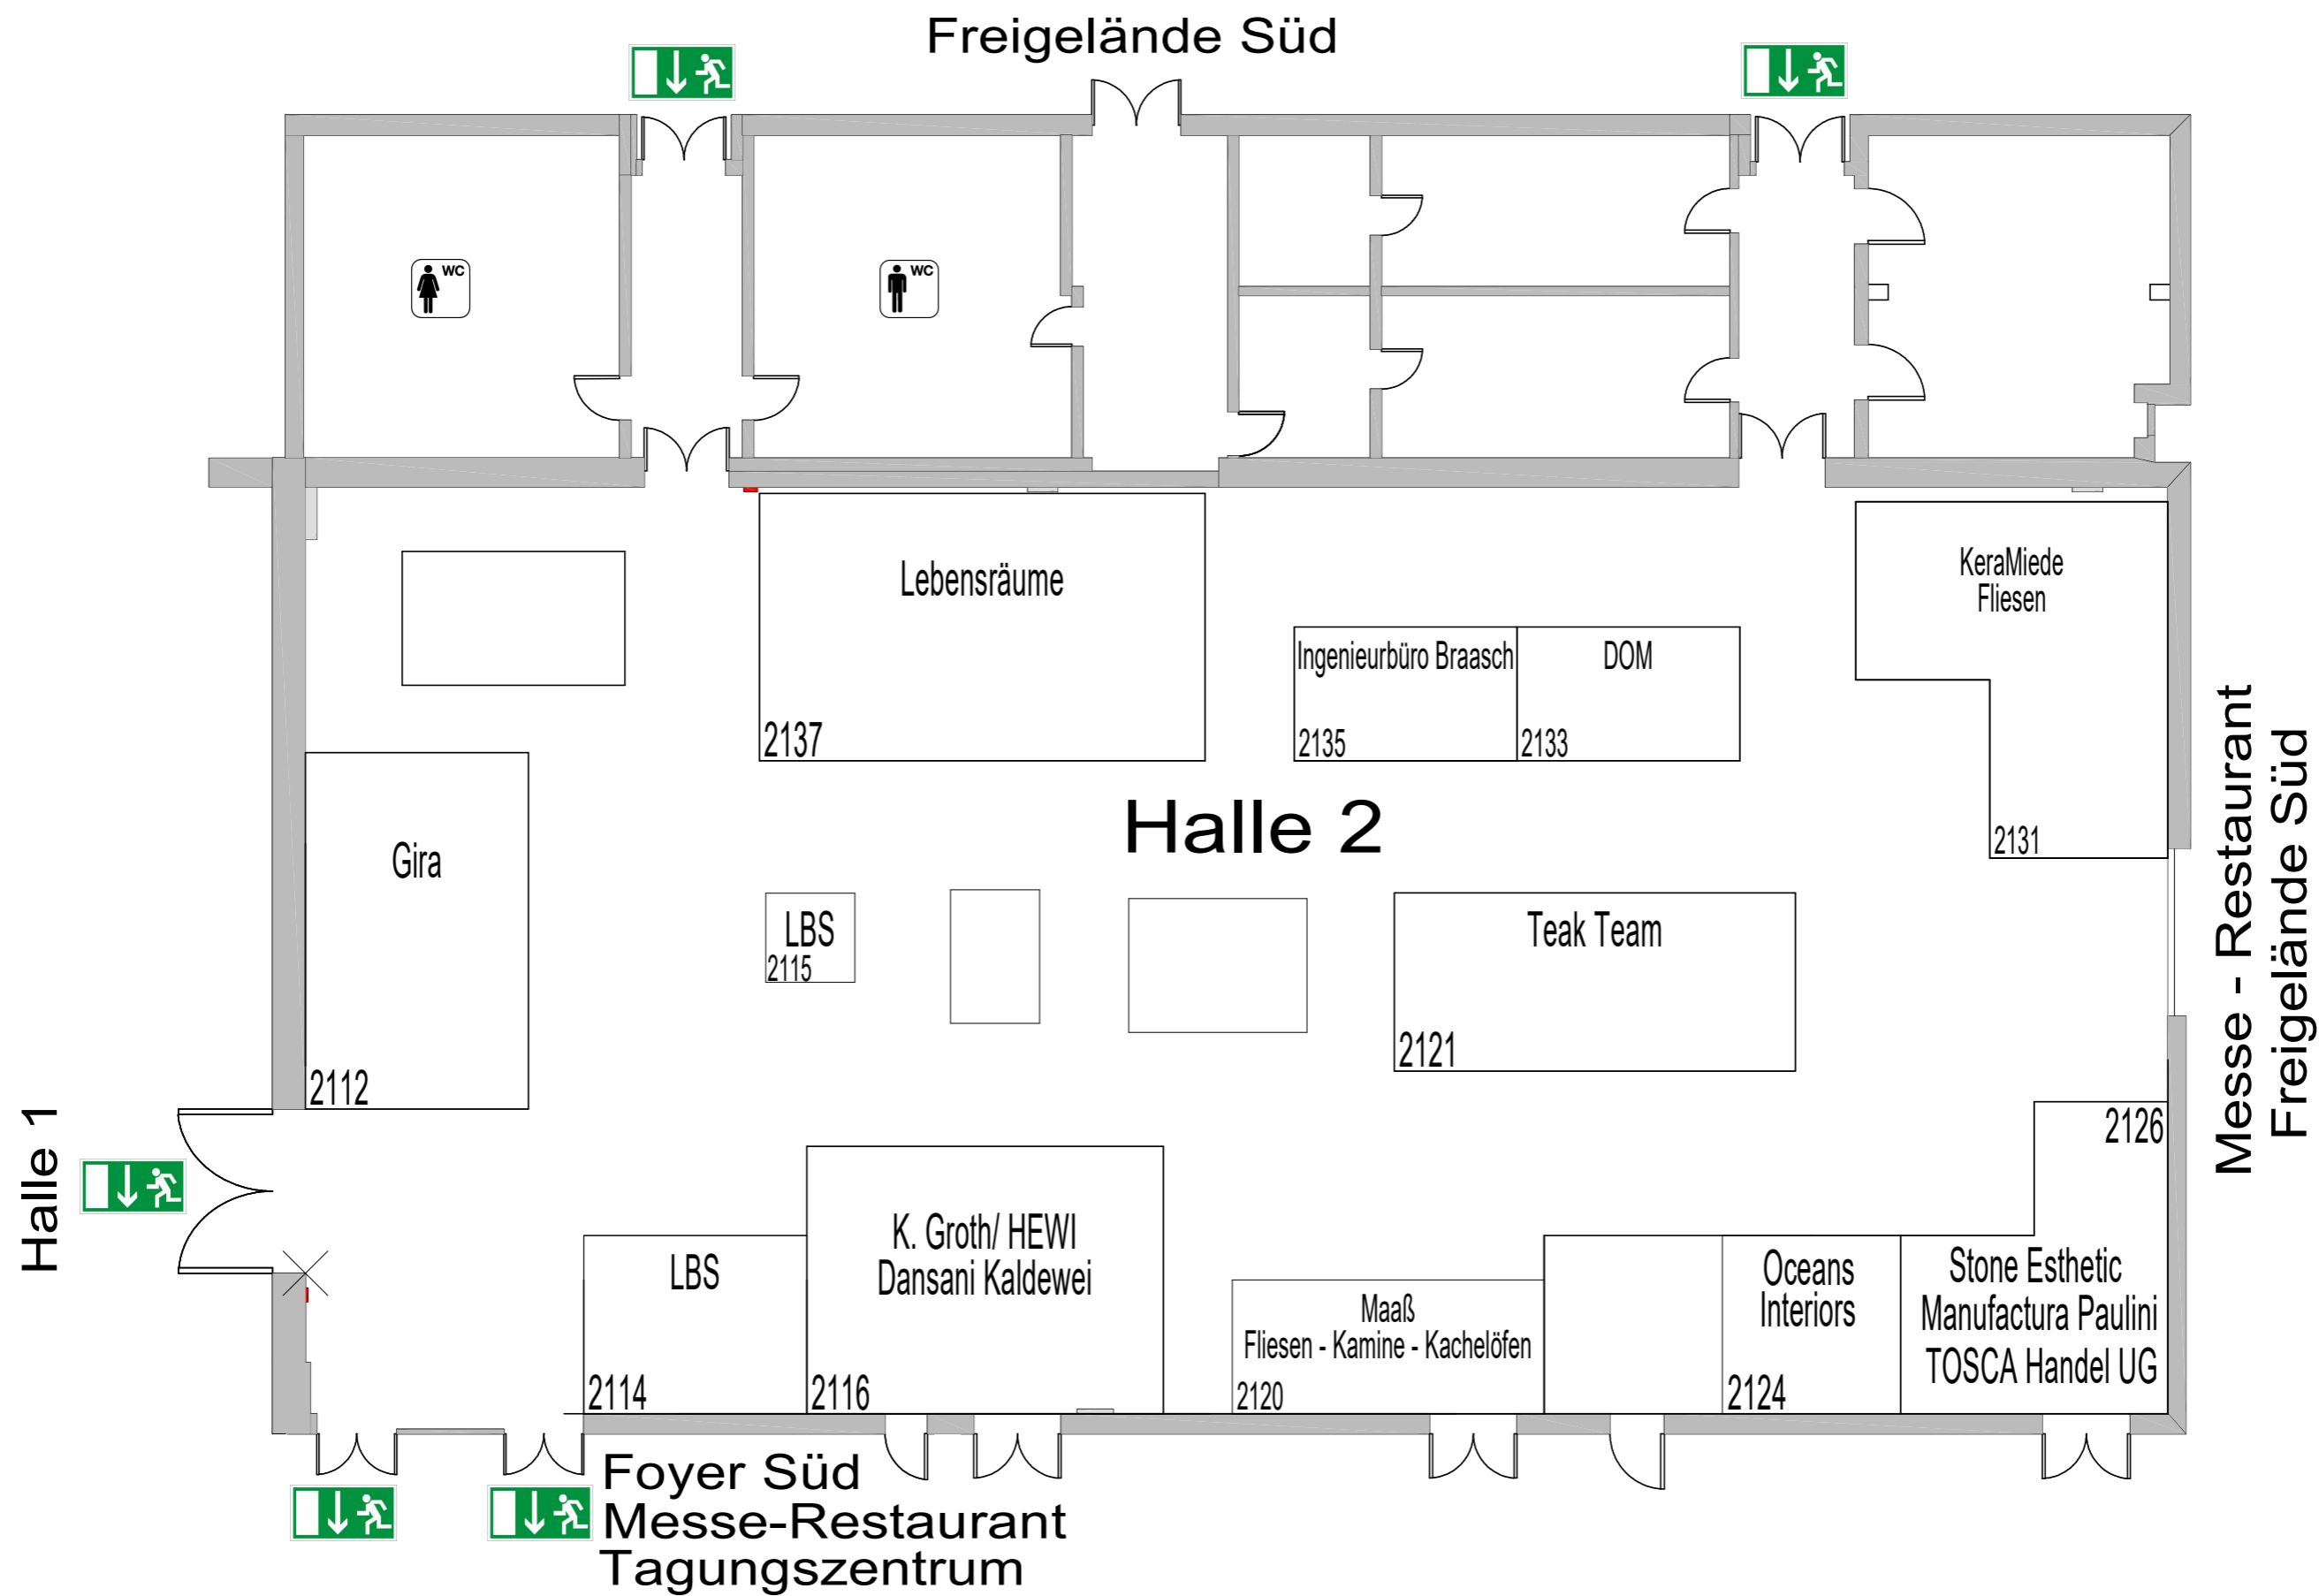 Freigelände Süd
WC
WC
Lebensräume
2137
Ingenieurbüro Braasch
2135
DOM
2133
KeraMiede
Fliesen
2131
Messe - Restaurant
Freigelände Süd
Halle 2
Gira
2112
LBS
2115
Teak Team
2121
Halle 1
LBS
2114
K. Groth/ HEWI
Dansani Kaldewei
2116
Maaß
Fliesen - Kamine - Kachelöfen
2120
Oceans
Interiors
2124
2126
Stone Esthetic
Manufactura Paulini
TOSCA Handel UG
Foyer Süd
Messe-Restaurant
Tagungszentrum